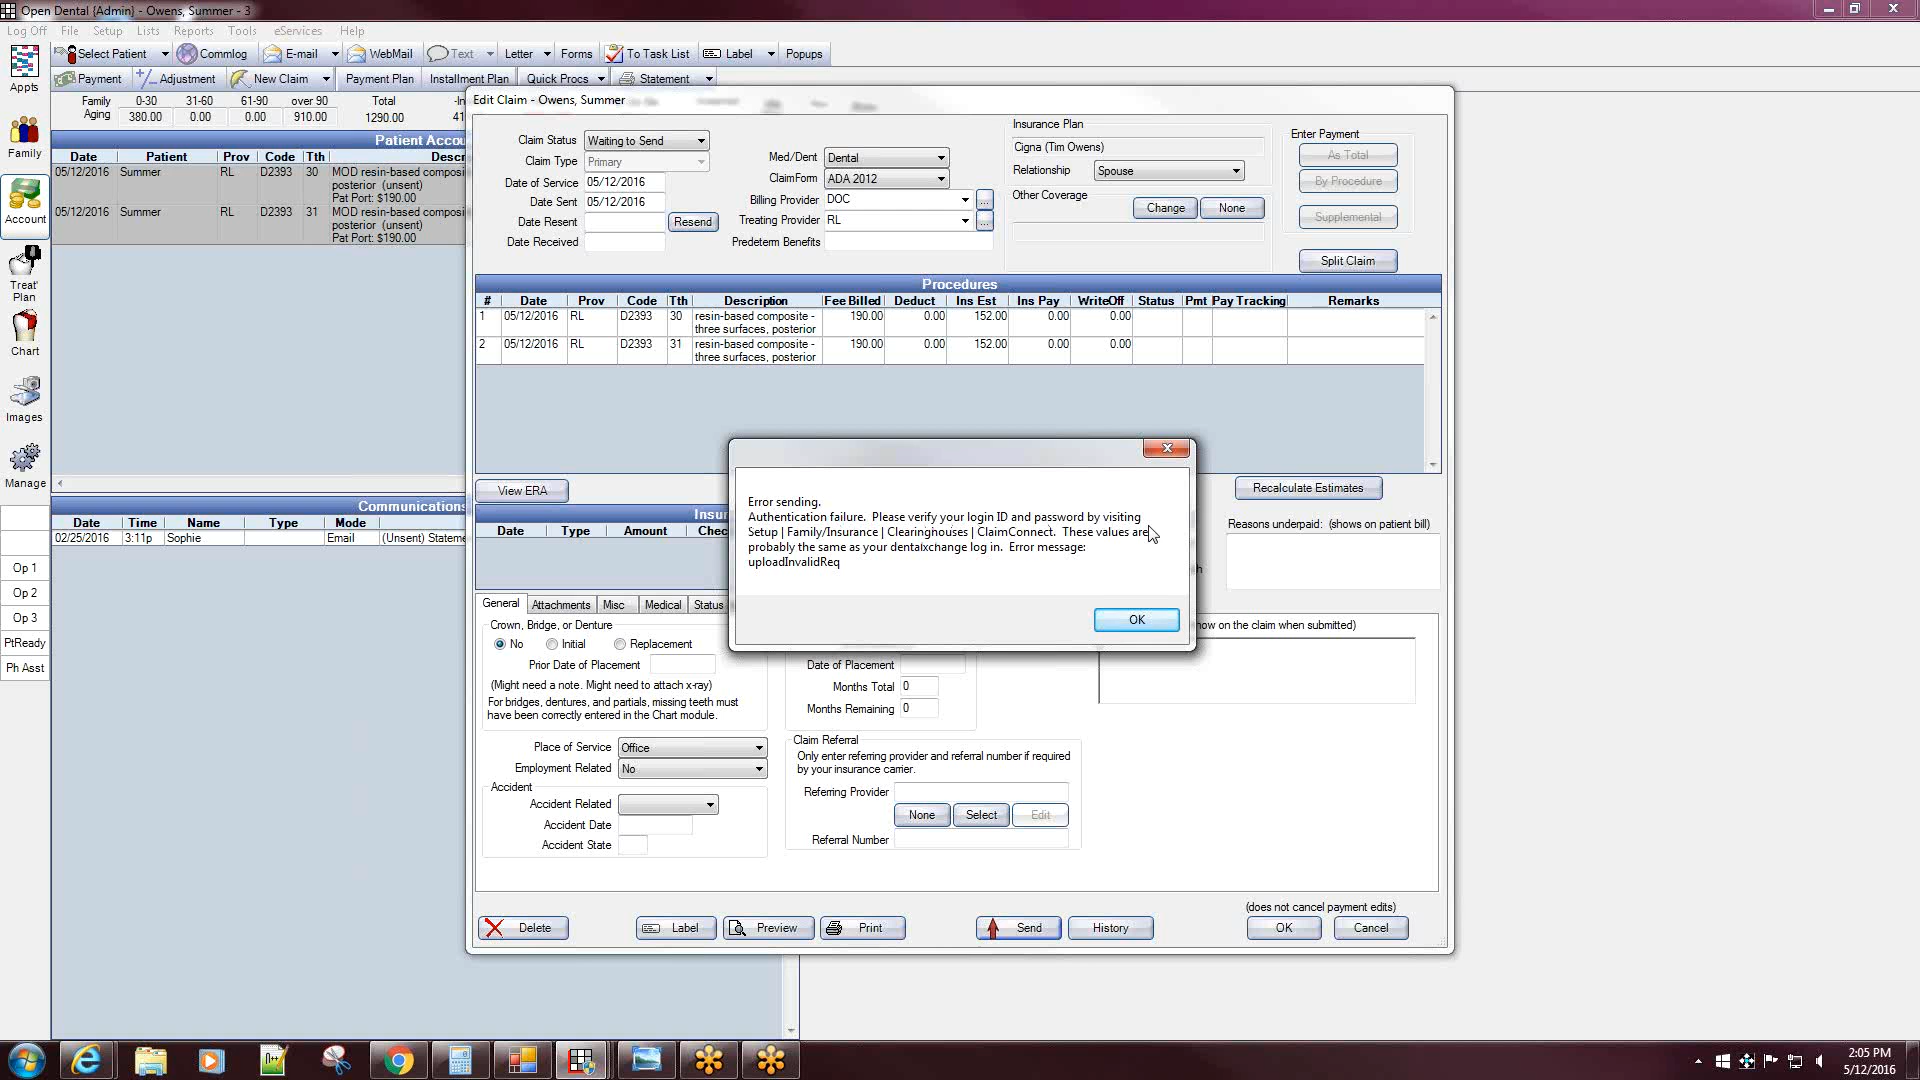 Open Dental {Admin} - Owens, Summer - 3
Log Off File Setup Lists Reports Tools eServices Help
Select Patient Commlog E-mail WebMail Text Letter Forms To Task List Label Popups
Payment Adjustment New Claim Payment Plan Installment Plan Quick Procs Statement
Appts
Family
Account
Treat' Plan
Chart
Images
Manage
Op 1
Op 2
Op 3
PtReady
Ph Asst
Family Aging 0-30 31-60 61-90 over 90 Total -In
380.00 0.00 0.00 910.00 1290.00 41
Patient Accou
Date Patient Prov Code Tth Descr
05/12/2016 Summer RL D2393 30 MOD resin-based composi
posterior (unsent)
Pat Port: $190.00
05/12/2016 Summer RL D2393 31 MOD resin-based composi
posterior (unsent)
Pat Port: $190.00
Communications
Date Time Name Type Mode
02/25/2016 3:11p Sophie Email (Unsent) Stateme
Edit Claim - Owens, Summer
Claim Status Waiting to Send
Claim Type Primary
Date of Service 05/12/2016
Date Sent 05/12/2016
Date Resent Resend
Date Received
Med/Dent Dental
ClaimForm ADA 2012
Billing Provider DOC ...
Treating Provider RL ...
Predeterm Benefits
Insurance Plan
Cigna (Tim Owens)
Relationship Spouse
Other Coverage
Change None
Enter Payment
As Total
By Procedure
Supplemental
Split Claim
Procedures
# Date Prov Code Tth Description Fee Billed Deduct Ins Est Ins Pay WriteOff Status Pmt Pay Tracking Remarks
1 05/12/2016 RL D2393 30 resin-based composite - 190.00 0.00 152.00 0.00 0.00
three surfaces, posterior
2 05/12/2016 RL D2393 31 resin-based composite - 190.00 0.00 152.00 0.00 0.00
three surfaces, posterior
View ERA
Recalculate Estimates
Insur
Date Type Amount Chec
Reasons underpaid: (shows on patient bill)
Error sending.
Authentication failure. Please verify your login ID and password by visiting
Setup | Family/Insurance | Clearinghouses | ClaimConnect. These values are
probably the same as your dentalxchange log in. Error message:
uploadInvalidReq
OK
General Attachments Misc Medical Status
Crown, Bridge, or Denture
No Initial Replacement
Prior Date of Placement
(Might need a note. Might need to attach x-ray)
For bridges, dentures, and partials, missing teeth must
have been correctly entered in the Chart module.
Date of Placement
Months Total 0
Months Remaining 0
how on the claim when submitted)
Place of Service Office
Employment Related No
Accident
Accident Related
Accident Date
Accident State
Claim Referral
Only enter referring provider and referral number if required
by your insurance carrier.
Referring Provider
None Select Edit
Referral Number
(does not cancel payment edits)
Delete Label Preview Print Send History OK Cancel
2:05 PM
5/12/2016